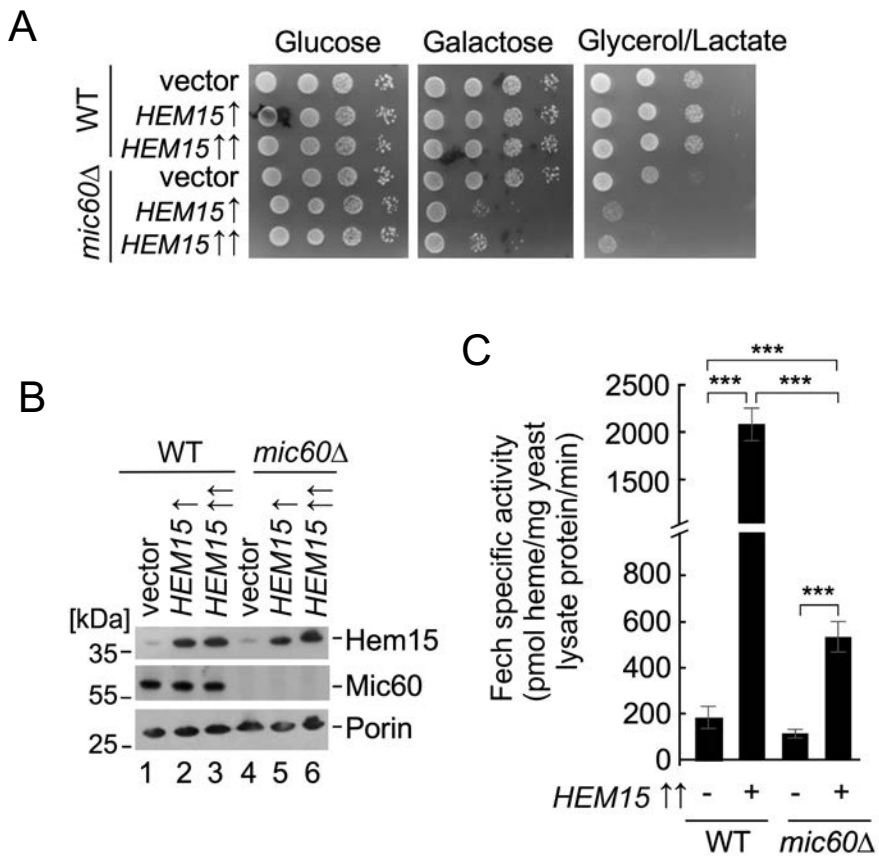 A
Glucose Galactose Glycerol/Lactate
WT
vector
HEM15↑
HEM15↑↑
mic60Δ
vector
HEM15↑
HEM15↑↑
B
WT mic60Δ
vector HEM15↑ HEM15↑↑ vector HEM15↑ HEM15↑↑
[kDa]
35 Hem15
55 Mic60
25 Porin
1 2 3 4 5 6
C
Fech specific activity
(pmol heme/mg yeast
lysate protein/min)
***
*** ***
2500
2000
1500
800
***
600
400
200
0
HEM15 ↑↑ - + - +
WT mic60Δ